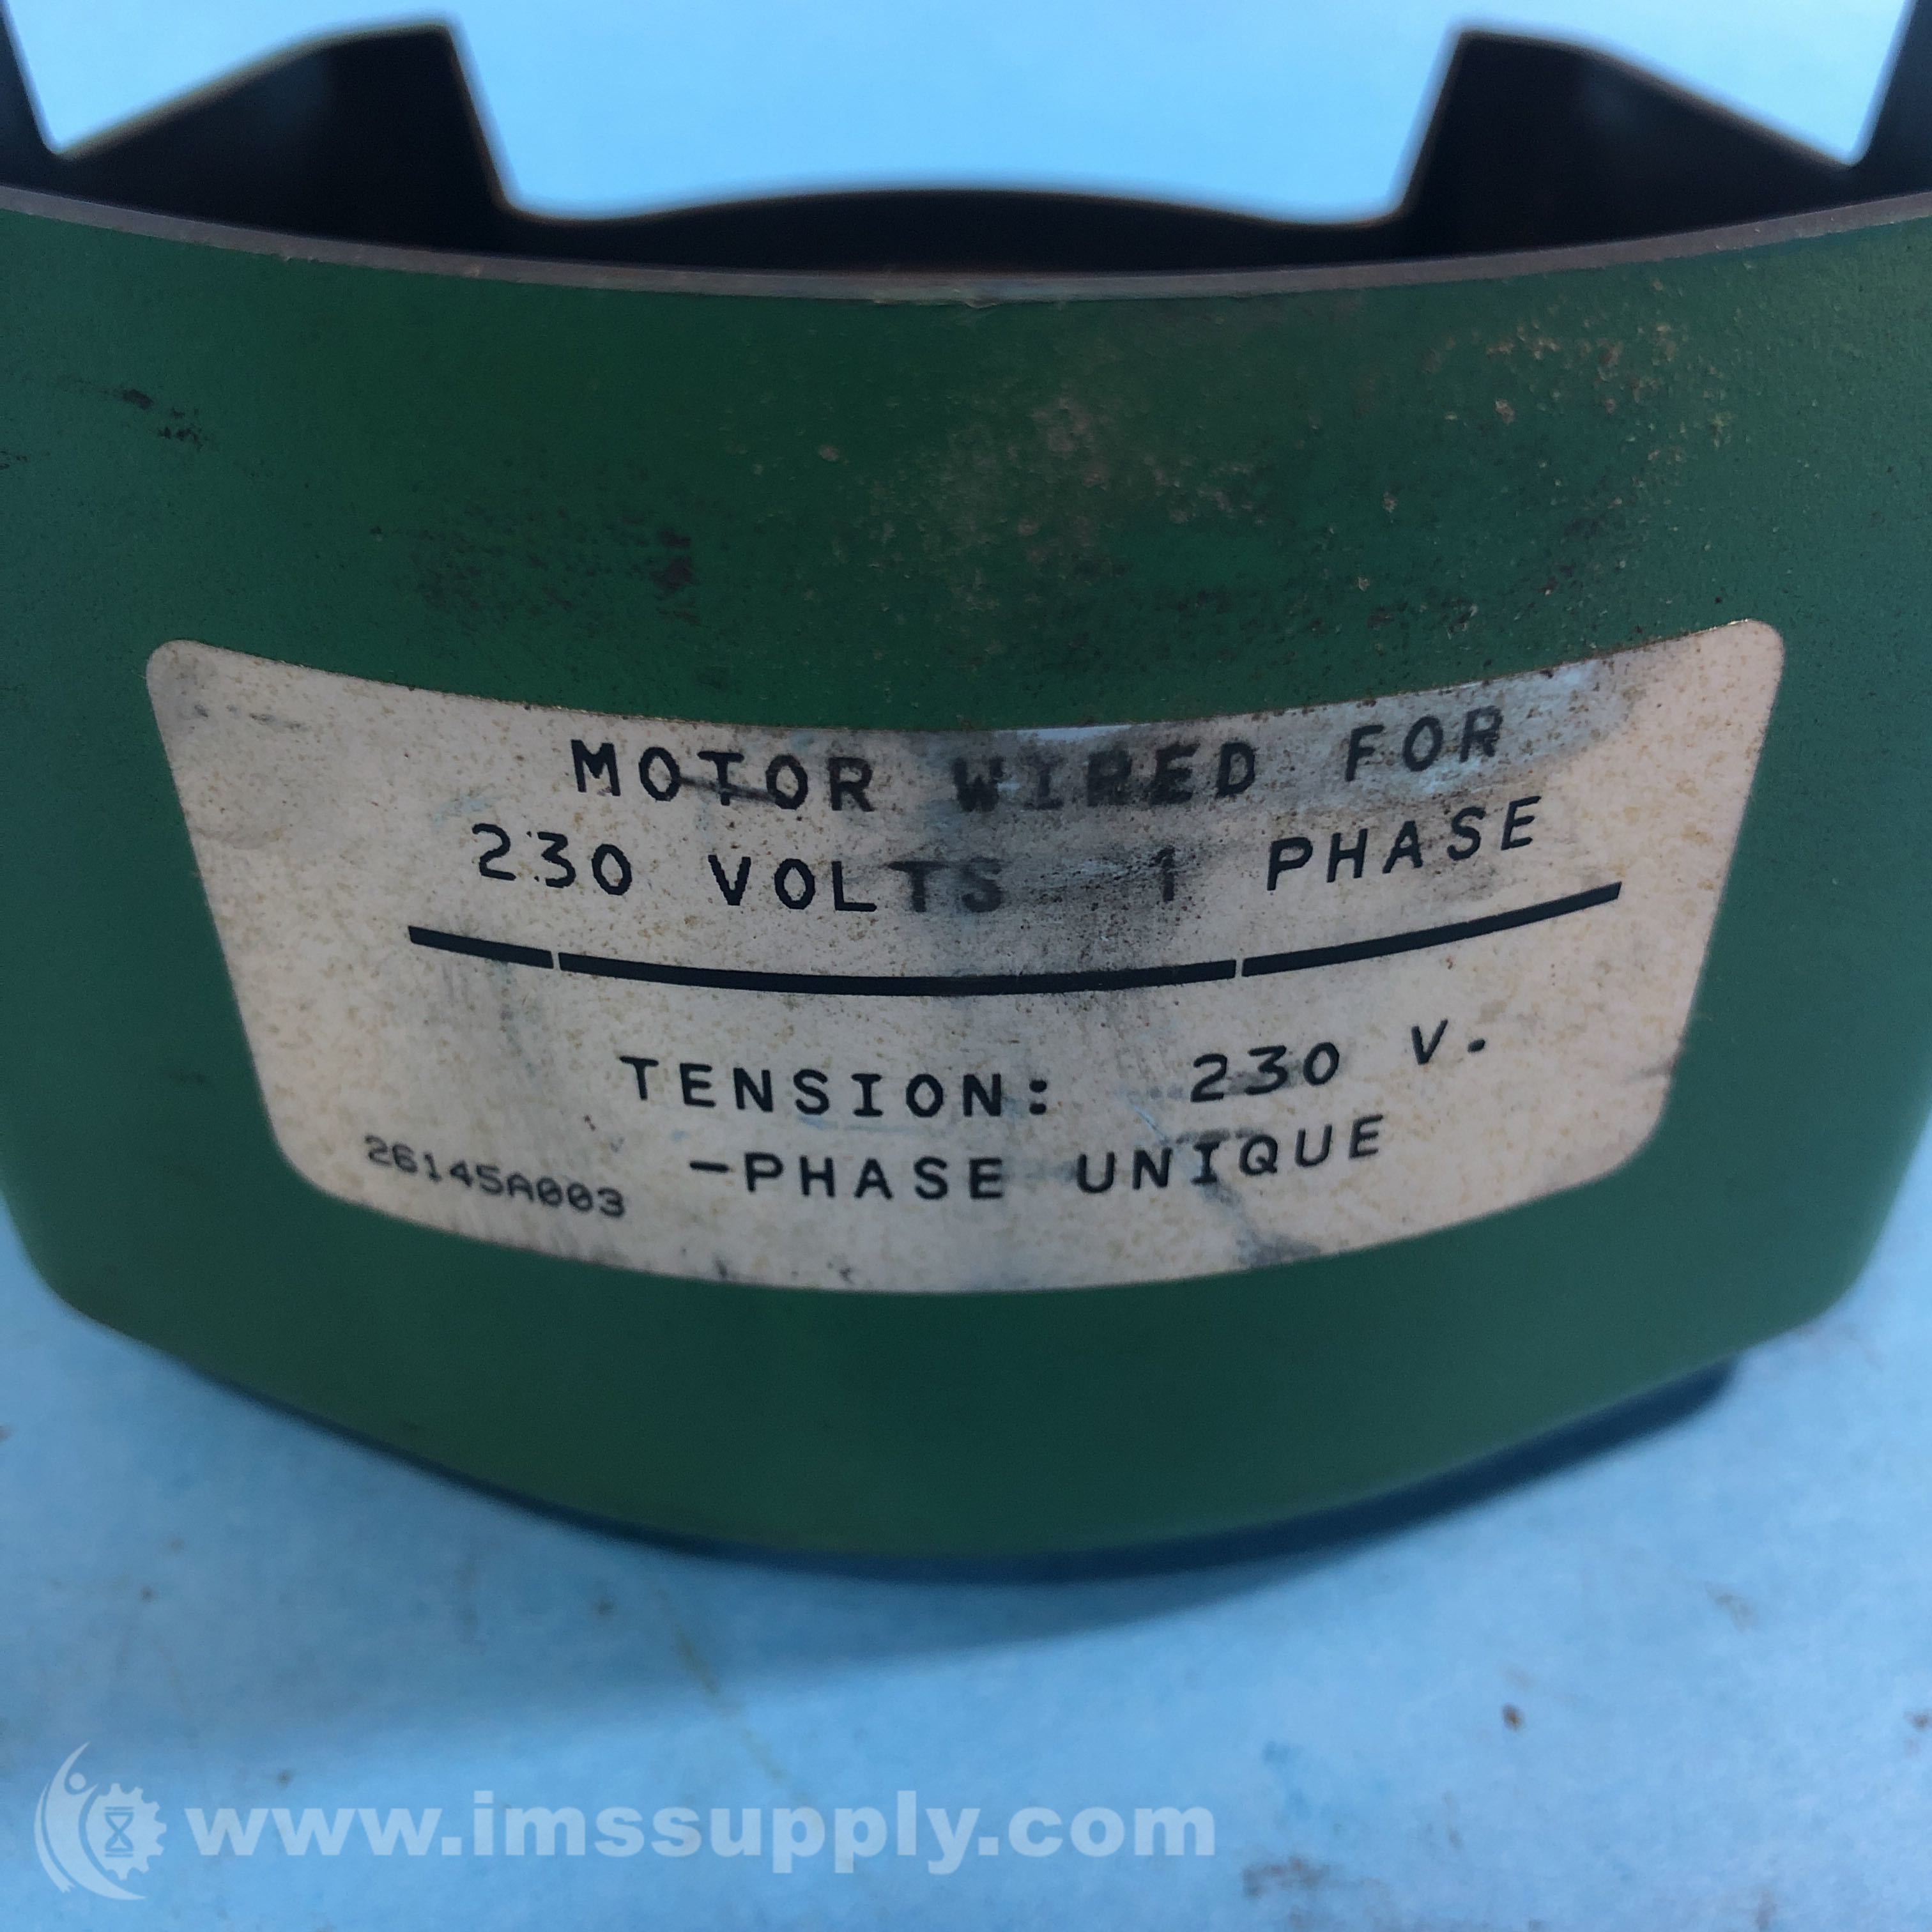 MOTOR WIRED FOR
230 VOLTS 1 PHASE
TENSION: 230 V.
-PHASE UNIQUE
26145A003
www.imssupply.com